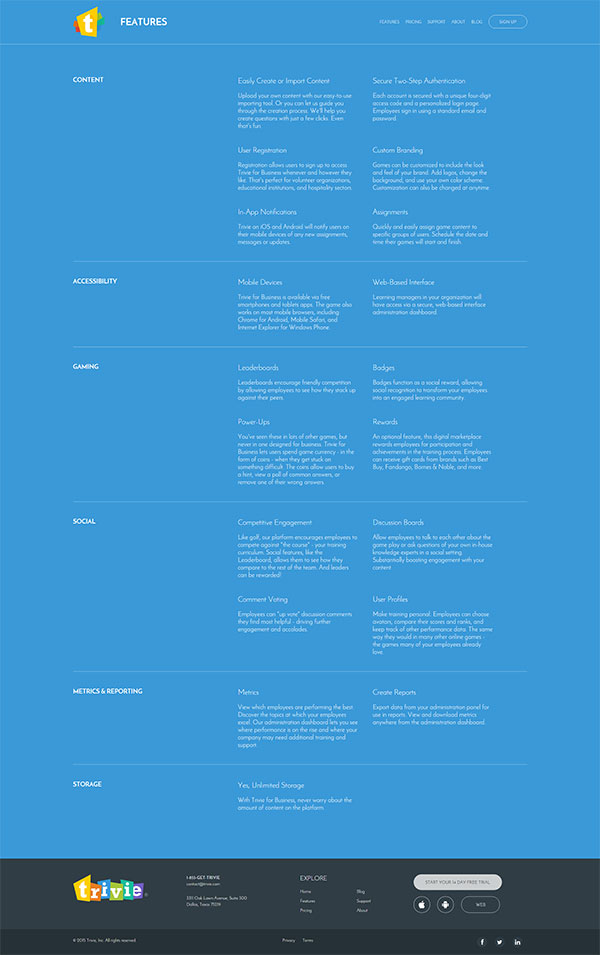 t
FEATURES
FEATURES PRICING SUPPORT ABOUT BLOG SIGN UP
CONTENT
Easily Create or Import Content
Upload your own content with our easy-to-use
importing tool. Or you can let us guide you
through the creation process. We'll help you
create questions with just a few clicks. Even
that's fun.
Secure Two-Step Authentication
Each account is secured with a unique four-digit
access code and a personalized login page.
Employees sign in using a standard email and
password.
User Registration
Registration allows users to sign up to access
Trivie for Business whenever and however they
like. That's perfect for volunteer organizations,
educational institutions, and hospitality sectors.
Custom Branding
Games can be customized to include the look
and feel of your brand. Add logos, change the
background, and use your own color scheme.
Customization can also be changed at anytime.
In-App Notifications
Trivie on iOS and Android will notify users on
their mobile devices of any new assignments,
messages or updates.
Assignments
Quickly and easily assign game content to
specific groups of users. Schedule the date and
time their games will start and finish.
ACCESSIBILITY
Mobile Devices
Trivie for Business is available via free
smartphones and tablets apps. The game also
works on most mobile browsers, including
Chrome for Android, Mobile Safari, and
Internet Explorer for Windows Phone.
Web-Based Interface
Learning managers in your organization will
have access via a secure, web-based interface
administration dashboard.
GAMING
Leaderboards
Leaderboards encourage friendly competition
by allowing employees to see how they stack up
against their peers.
Badges
Badges function as a social reward, allowing
social recognition to transform your employees
into an engaged learning community.
Power-Ups
You've seen these in lots of other games, but
never in one designed for business. Trivie for
Business lets users spend game currency - in the
form of coins - when they get stuck on
something difficult. The coins allow users to buy
a hint, view a poll of common answers, or
remove one of their wrong answers.
Rewards
An optional feature, this digital marketplace
rewards employees for participation and
achievements in the training process. Employees
can receive gift cards from brands such as Best
Buy, Fandango, Barnes & Noble, and more.
SOCIAL
Competitive Engagement
Like golf, our platform encourages employees to
compete against "the course" - your training
curriculum. Social features, like the
Leaderboard, allows them to see how they
compare to the rest of the team. And leaders
can be rewarded!
Discussion Boards
Allow employees to talk to each other about the
game play or ask questions of your own in-house
knowledge experts in a social setting.
Substantially boosting engagement with your
content.
Comment Voting
Employees can "up vote" discussion comments
they find most helpful - driving further
engagement and accolades.
User Profiles
Make training personal. Employees can choose
avatars, compare their scores and ranks, and
keep track of other performance data. The same
way they would in many other online games -
the games many of your employees already
love.
METRICS & REPORTING
Metrics
View which employees are performing the best.
Discover the topics at which your employees
excel. Our administration dashboard lets you see
where performance is on the rise and where your
company may need additional training and
support.
Create Reports
Export data from your administration panel for
use in reports. View and download metrics
anywhere from the administration dashboard.
STORAGE
Yes, Unlimited Storage
With Trivie for Business, never worry about the
amount of content on the platform.
trivie
1-855-GET-TRIVIE
contact@trivie.com
3311 Oak Lawn Avenue, Suite 500
Dallas, Texas 75219
EXPLORE
Home
Features
Pricing
Blog
Support
About
START YOUR 14 DAY FREE TRIAL
WEB
© 2015 Trivie, Inc. All rights reserved.
Privacy Terms